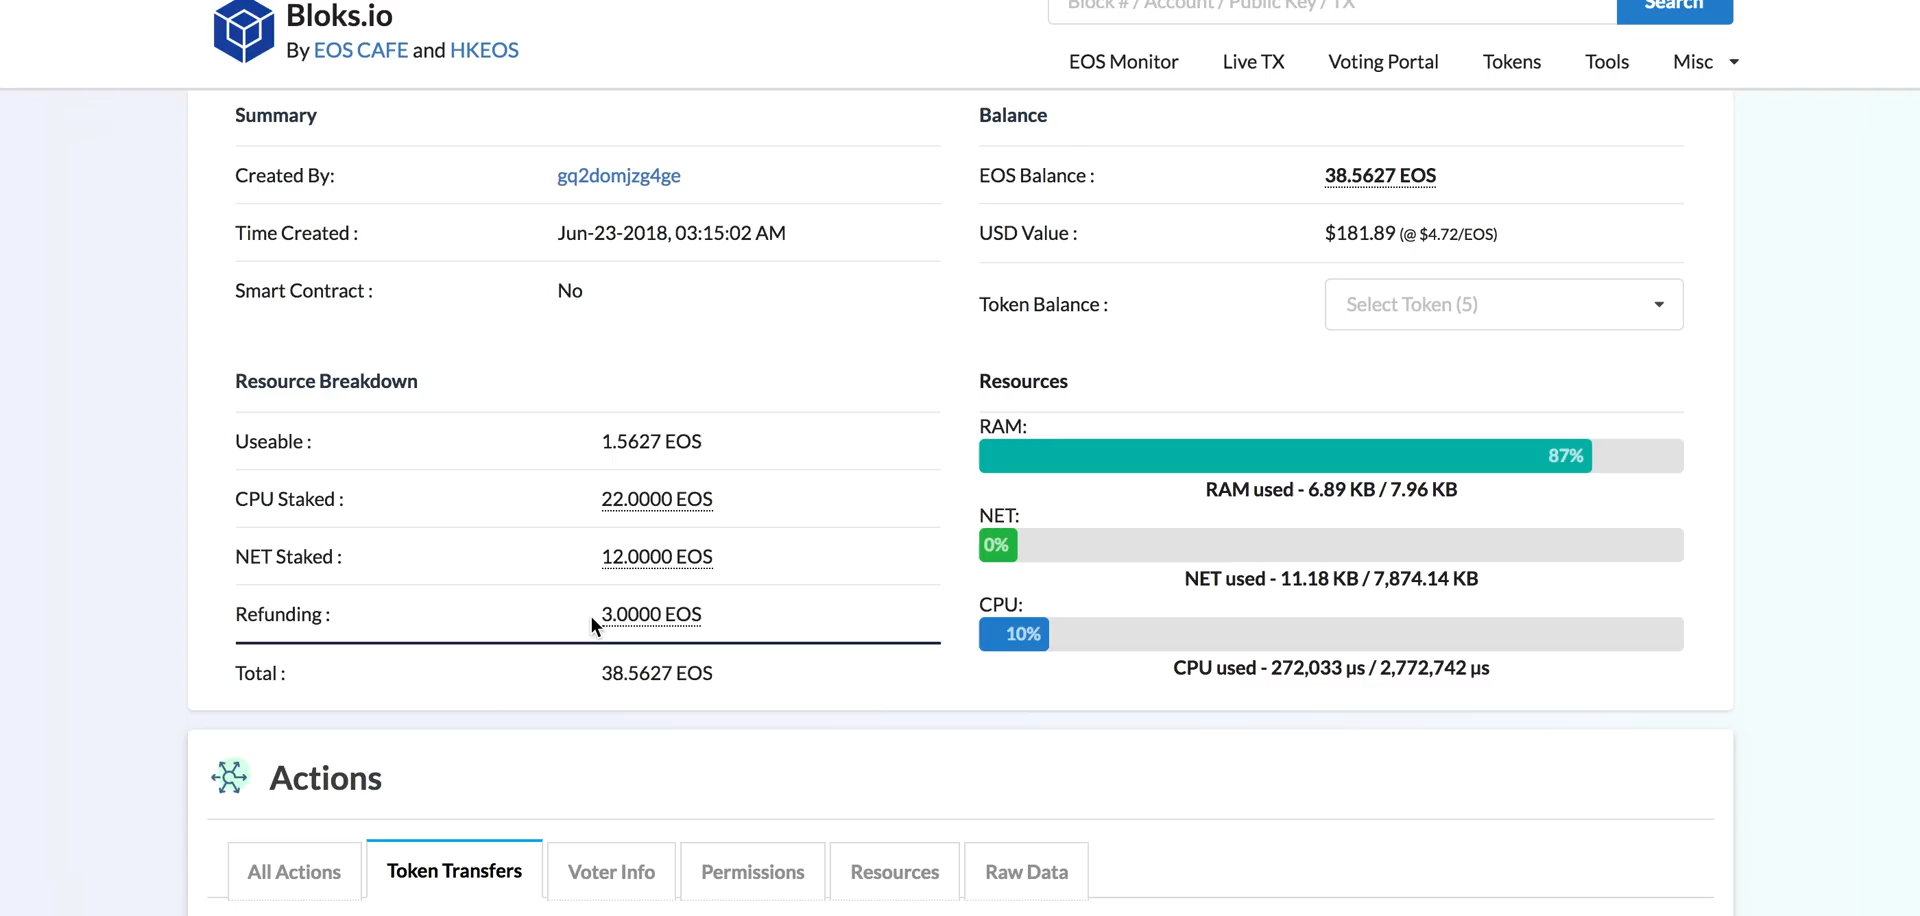 Bloks.io
By EOS CAFE and HKEOS
Block # / Account / Public Key / TX
Search
EOS Monitor
Live TX
Voting Portal
Tokens
Tools
Misc
Summary
Created By:
gq2domjzg4ge
Time Created :
Jun-23-2018, 03:15:02 AM
Smart Contract :
No
Balance
EOS Balance :
38.5627 EOS
USD Value :
$181.89 (@ $4.72/EOS)
Token Balance :
Select Token (5)
Resource Breakdown
Useable :
1.5627 EOS
CPU Staked :
22.0000 EOS
NET Staked :
12.0000 EOS
Refunding :
3.0000 EOS
Total :
38.5627 EOS
Resources
RAM:
87%
RAM used - 6.89 KB / 7.96 KB
NET:
0%
NET used - 11.18 KB / 7,874.14 KB
CPU:
10%
CPU used - 272,033 µs / 2,772,742 µs
Actions
All Actions
Token Transfers
Voter Info
Permissions
Resources
Raw Data